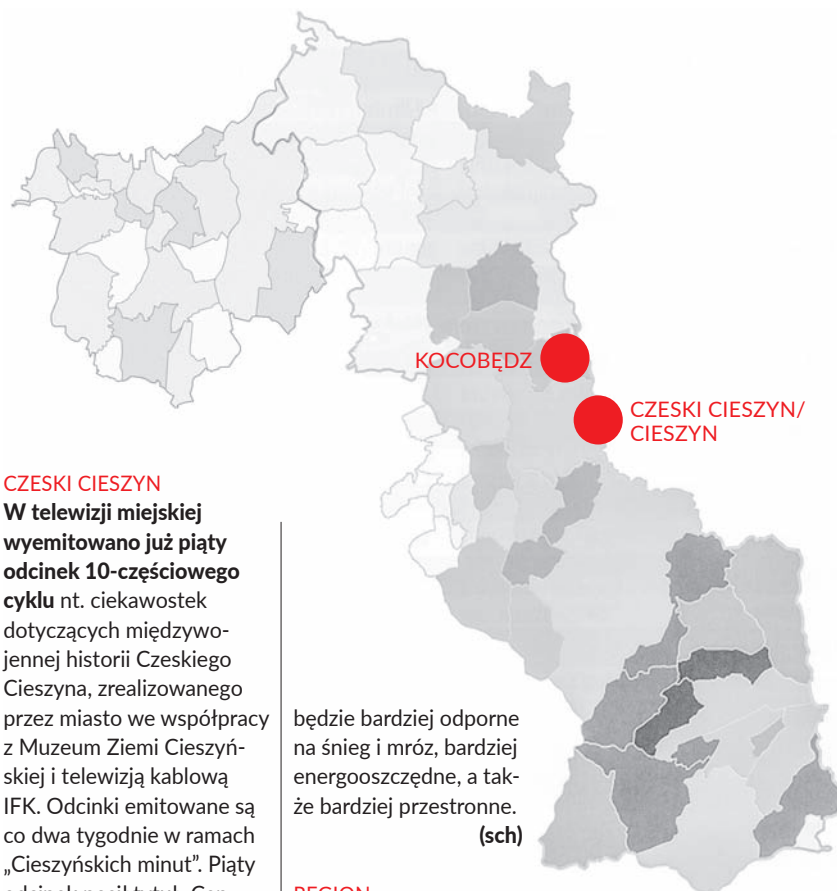 KOCOBĘDZ
CZESKI CIESZYN/
CIESZYN
CZESKI CIESZYN
W telewizji miejskiej
wyemitowano już piąty
odcinek 10-częściowego
cyklu nt. ciekawostek
dotyczących międzywo-
jennej historii Czeskiego
Cieszyna, zrealizowanego
przez miasto we współpracy
z Muzeum Ziemi Cieszyń-
skiej i telewizją kablową
IFK. Odcinki emitowane są
co dwa tygodnie w ramach
„Cieszyńskich minut”. Piąty
będzie bardziej odporne
na śnieg i mróz, bardziej
energooszczędne, a tak-
że bardziej przestronne.
(sch)
REGION